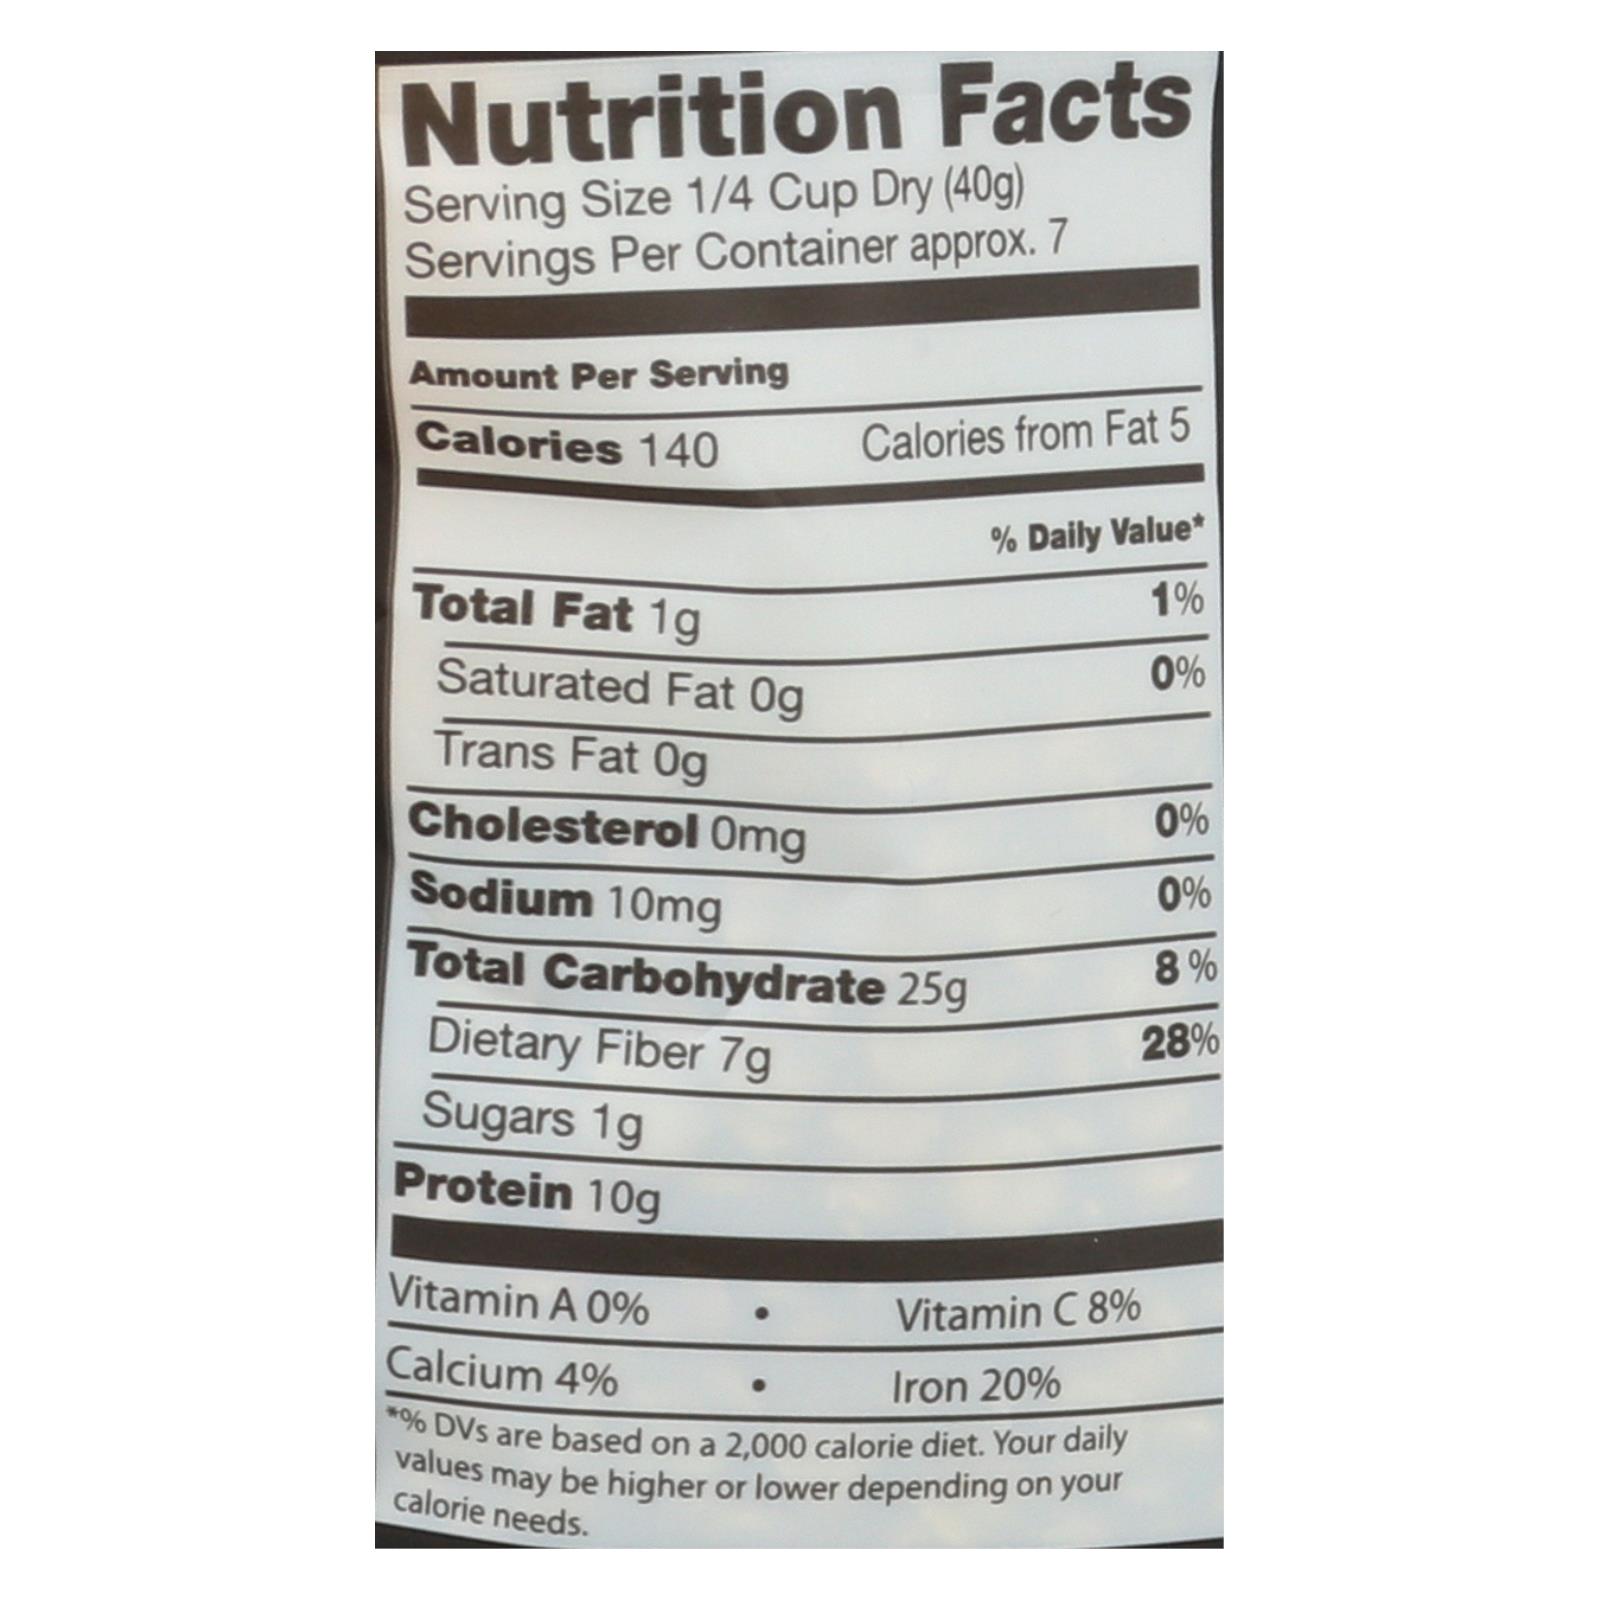 Nutrition Facts
Serving Size 1/4 Cup Dry (40g)
Servings Per Container approx. 7
Amount Per Serving
Calories 140 Calories from Fat 5
% Daily Value*
Total Fat 1g 1%
Saturated Fat 0g 0%
Trans Fat 0g
Cholesterol 0mg 0%
Sodium 10mg 0%
Total Carbohydrate 25g 8 %
Dietary Fiber 7g 28%
Sugars 1g
Protein 10g
Vitamin A 0% • Vitamin C 8%
Calcium 4% • Iron 20%
*% DVs are based on a 2,000 calorie diet. Your daily
values may be higher or lower depending on your
calorie needs.